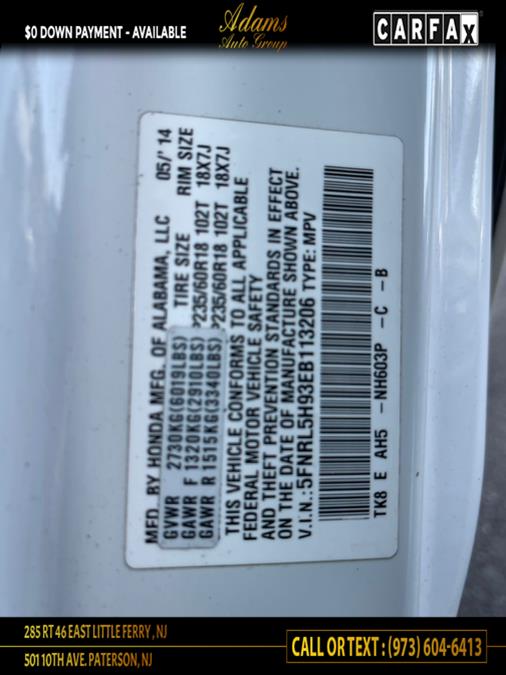 $0 DOWN PAYMENT - AVAILABLE
Adams
Auto Group
CARFAX
MFD. BY HONDA MFG. OF ALABAMA, LLC 05/'14
GVWR 2730KG(6019LBS) TIRE SIZE RIM SIZE
GAWR F 1320KG(2910LBS) P235/60R18 102T 18X7J
GAWR R 1515KG(3340LBS) P235/60R18 102T 18X7J
THIS VEHICLE CONFORMS TO ALL APPLICABLE
FEDERAL MOTOR VEHICLE SAFETY
AND THEFT PREVENTION STANDARDS IN EFFECT
ON THE DATE OF MANUFACTURE SHOWN ABOVE.
V.I.N.:5FNRL5H93EB113206 TYPE: MPV
TK8 E AH5 -NH603P -C -B
285 RT 46 EAST LITTLE FERRY , NJ
501 10TH AVE. PATERSON, NJ
CALL OR TEXT : (973) 604-6413